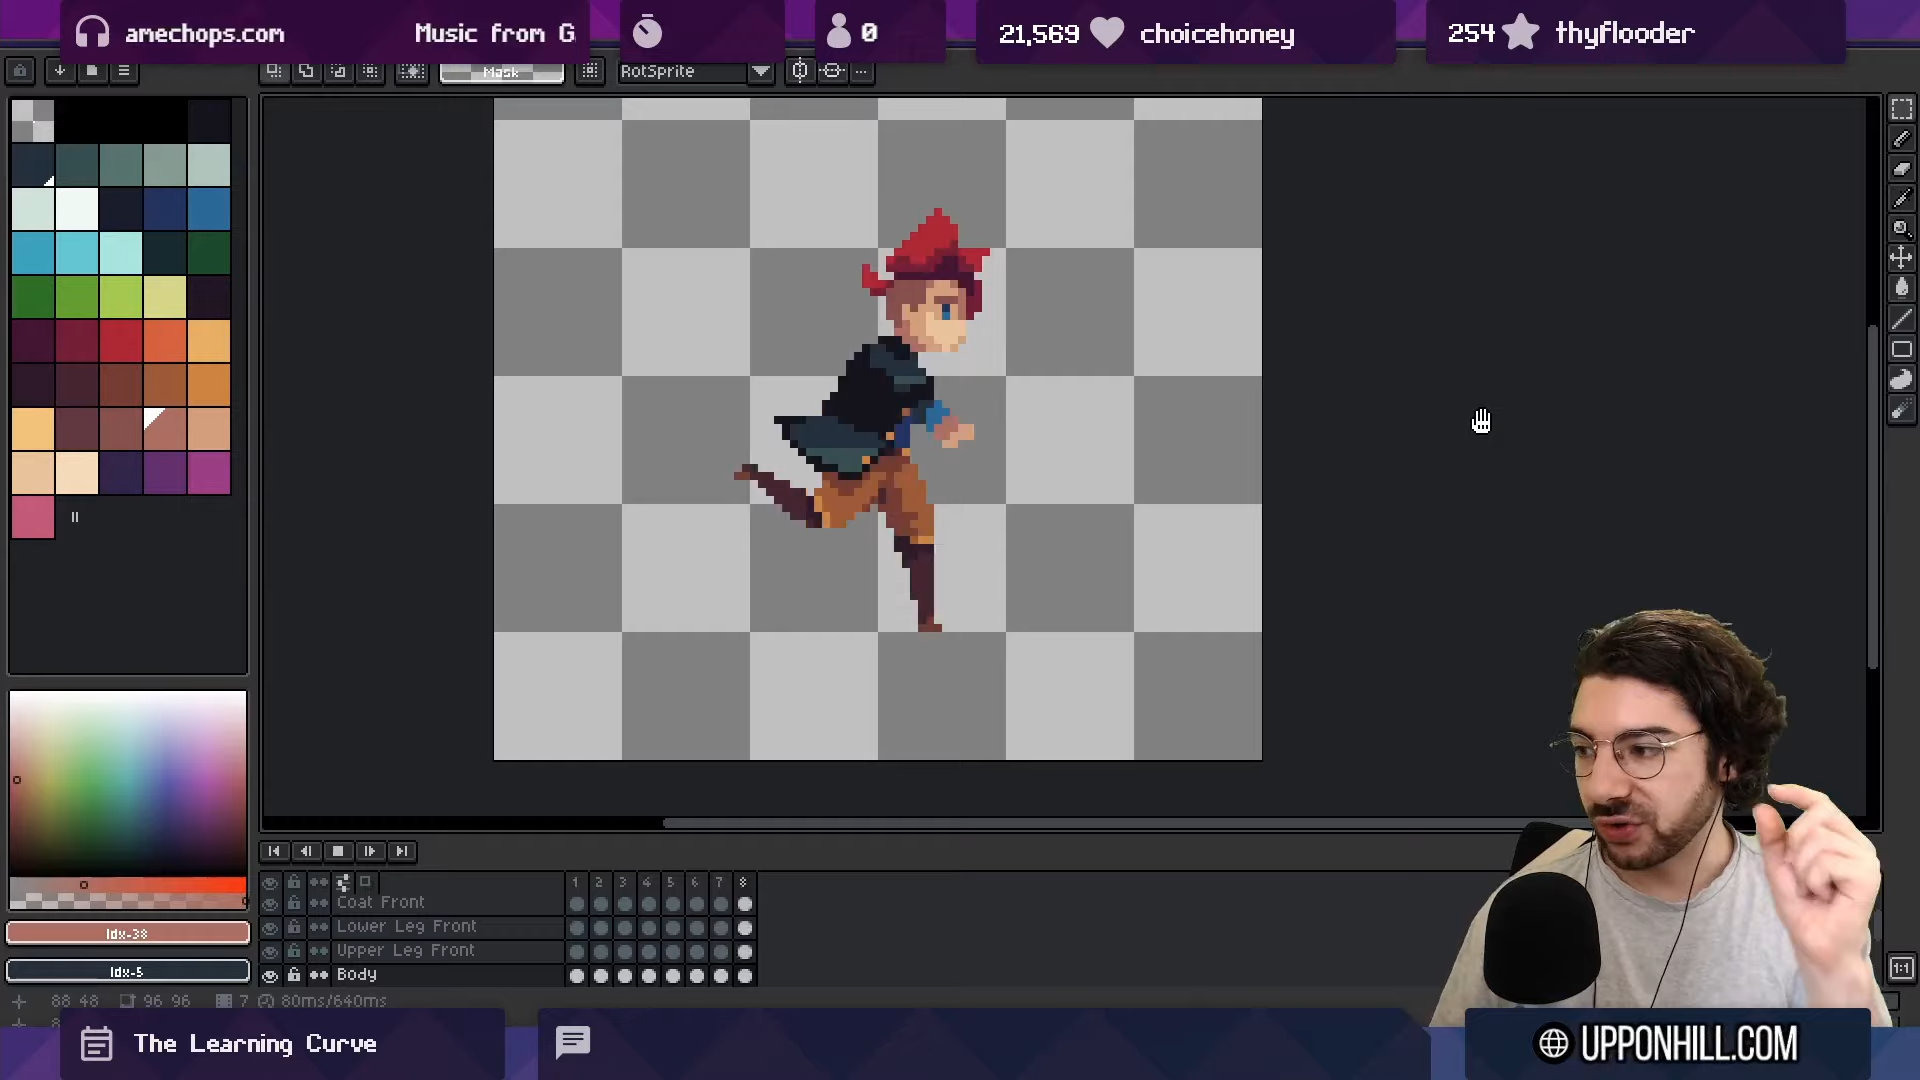 amechops.com
Music from G
0
21,569 choicehoney
254 thyflooder
Mask
RotSprite
Idx-38
Idx-5
1 2 3 4 5 6 7 8
Coat Front
Lower Leg Front
Upper Leg Front
Body
88 48 96 96 7 80ms/640ms
1:1
The Learning Curve
UPPONHILL.COM